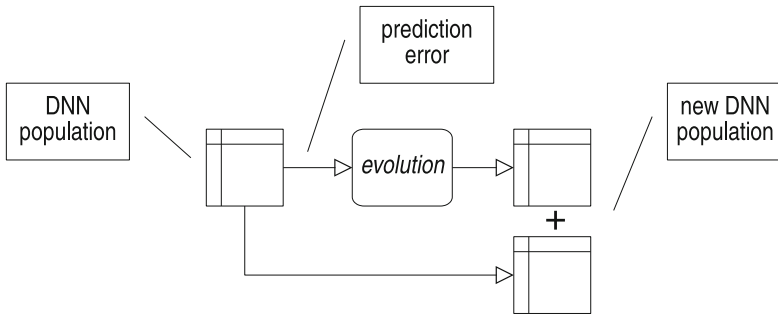 prediction
error
DNN
population
new DNN
population
evolution
+